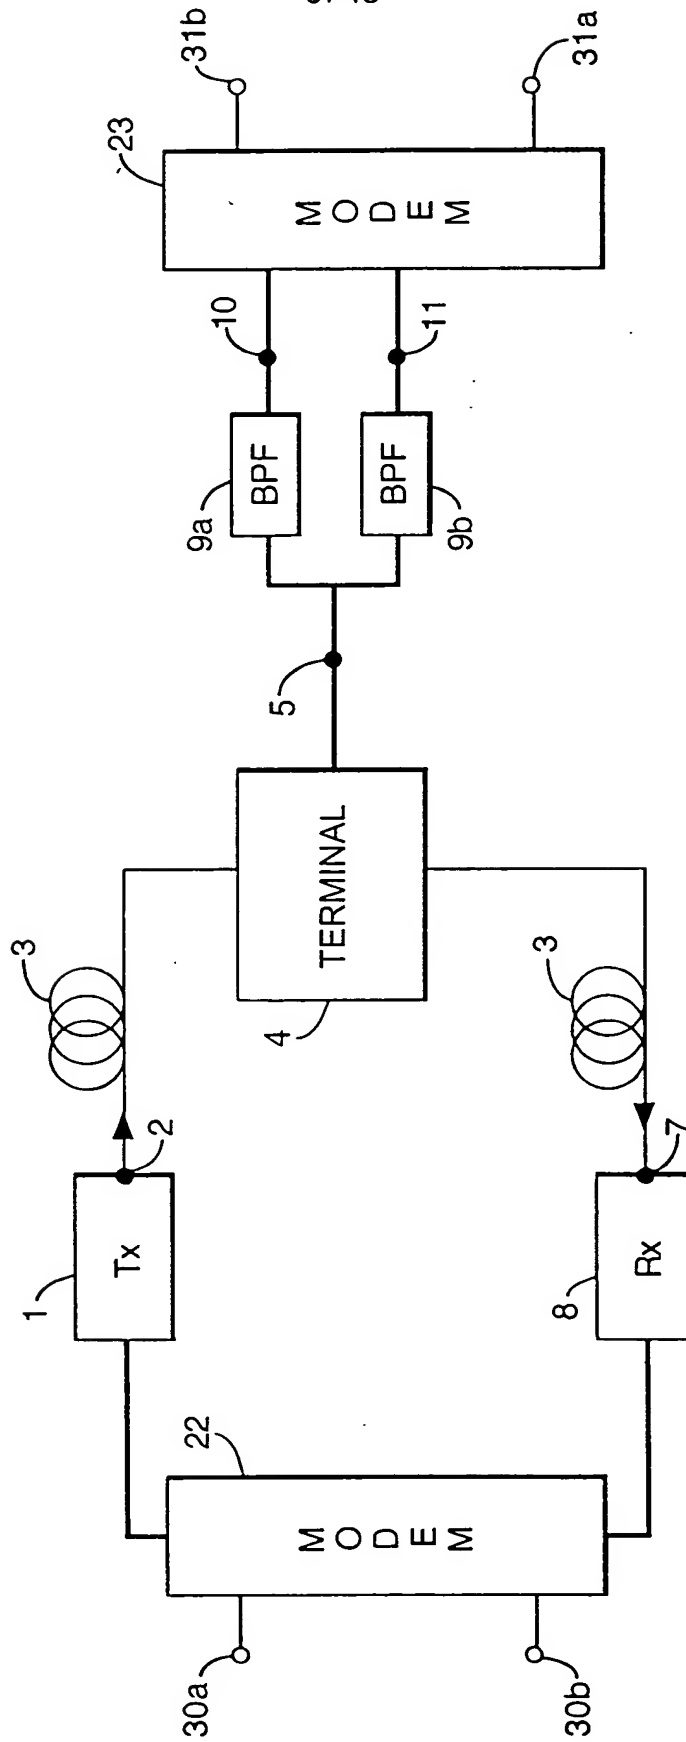 3
1
23
Tx
2
22
30a
9a
10
31b
BPF
4
5
TERMINAL
MODEM
MODEM
BPF
11
9b
3
8
30b
31a
Rx
7